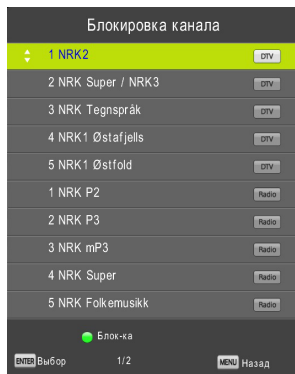 Блокировка канала
1 NRK2 DTV
2 NRK Super / NRK3 DTV
3 NRK Tegnspråk DTV
4 NRK1 Østafjells DTV
5 NRK1 Østfold DTV
1 NRK P2 Radio
2 NRK P3 Radio
3 NRK mP3 Radio
4 NRK Super Radio
5 NRK Folkemusikk Radio
Блок-ка
ENTER Выбор 1/2 MENU Назад